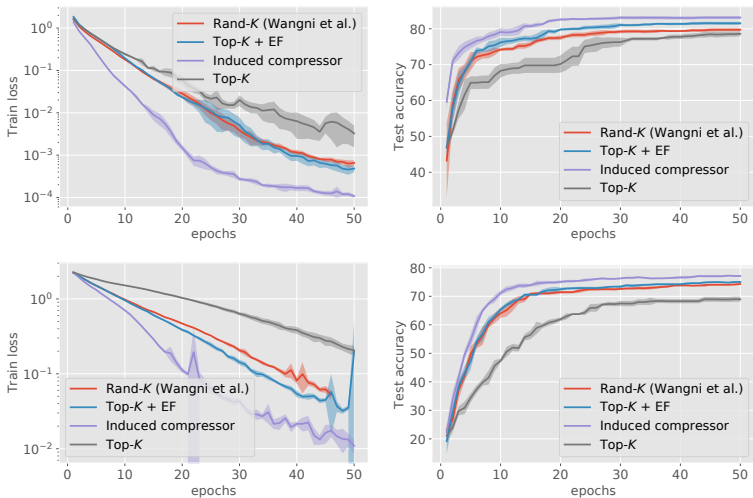 10⁰
10⁻¹
10⁻²
10⁻³
10⁻⁴
Train loss
Rand-K (Wangni et al.)
Top-K + EF
Induced compressor
Top-K
0 10 20 30 40 50
epochs
80
70
60
50
40
Test accuracy
Rand-K (Wangni et al.)
Top-K + EF
Induced compressor
Top-K
0 10 20 30 40 50
epochs
10⁰
10⁻¹
10⁻²
Train loss
Rand-K (Wangni et al.)
Top-K + EF
Induced compressor
Top-K
0 10 20 30 40 50
epochs
80
70
60
50
40
30
20
Test accuracy
Rand-K (Wangni et al.)
Top-K + EF
Induced compressor
Top-K
0 10 20 30 40 50
epochs